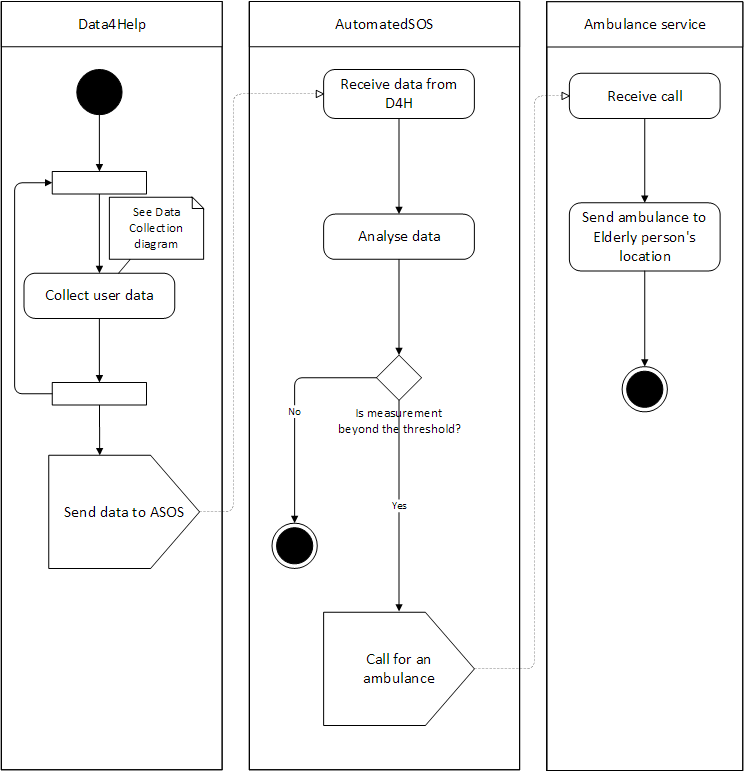 Data4Help
See Data
Collection
diagram
Collect user data
Send data to ASOS
AutomatedSOS
Receive data from
D4H
Analyse data
No
Is measurement
beyond the threshold?
Yes
Call for an
ambulance
Ambulance service
Receive call
Send ambulance to
Elderly person's
location